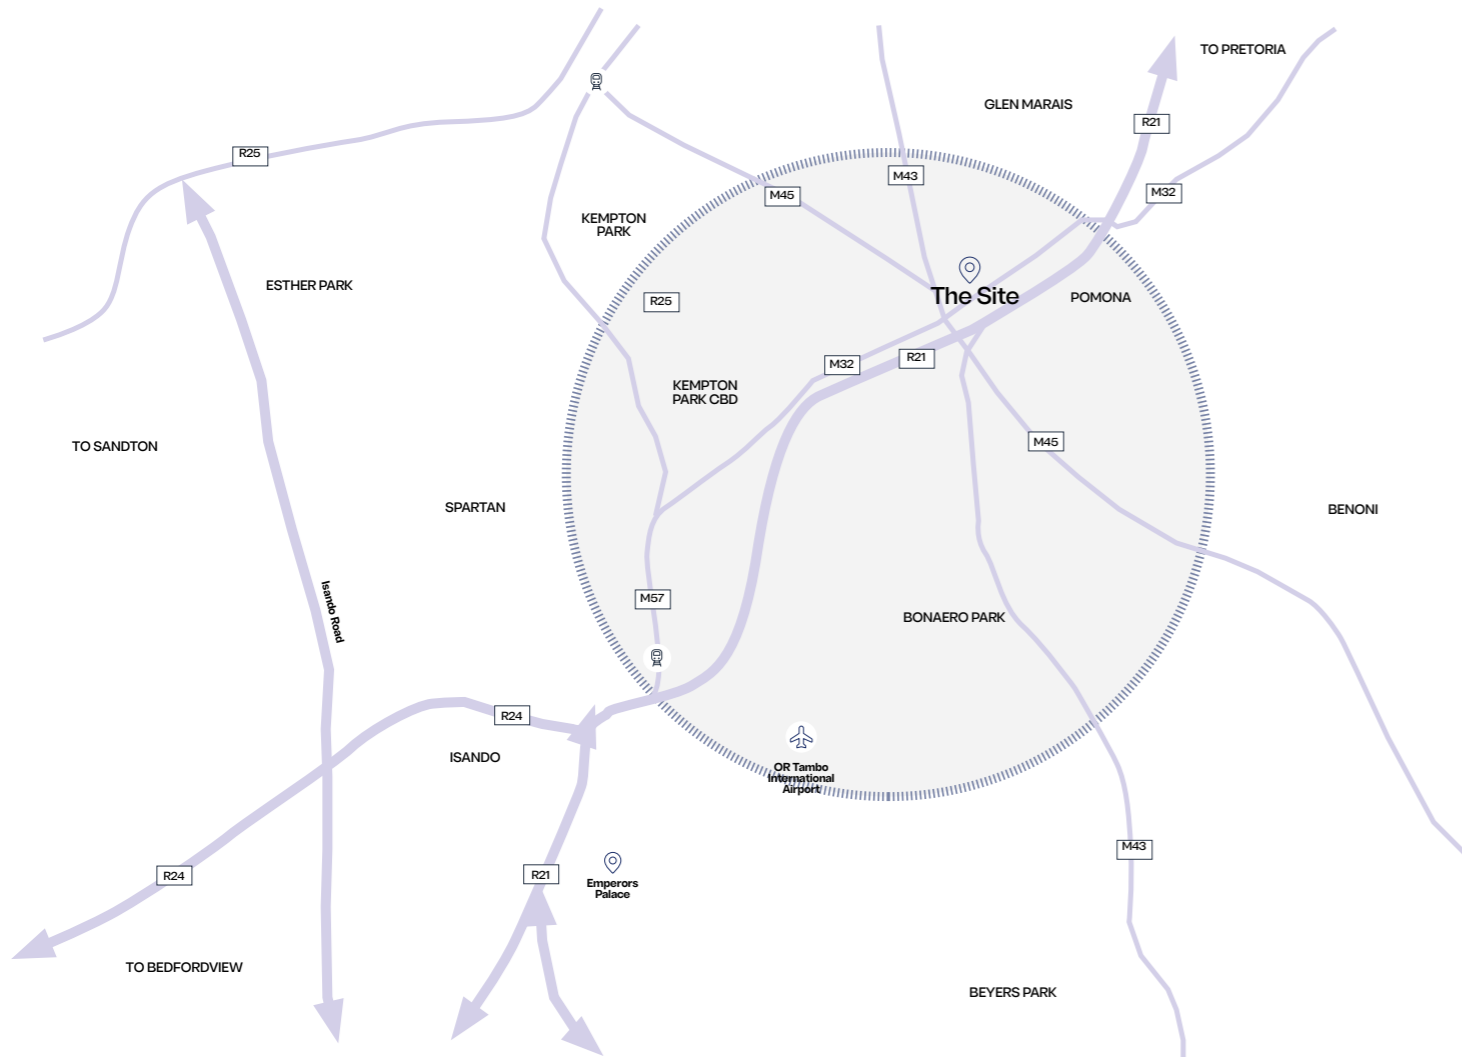 TO PRETORIA
GLEN MARAIS
R21
R25
M43
M32
M45
KEMPTON
PARK
ESTHER PARK
The Site
POMONA
R25
R21
M32
KEMPTON
PARK CBD
M45
TO SANDTON
SPARTAN
BENONI
Isando Road
M57
BONAERO PARK
R24
ISANDO
OR Tambo
International
Airport
M43
R24
R21
Emperors
Palace
TO BEDFORDVIEW
BEYERS PARK